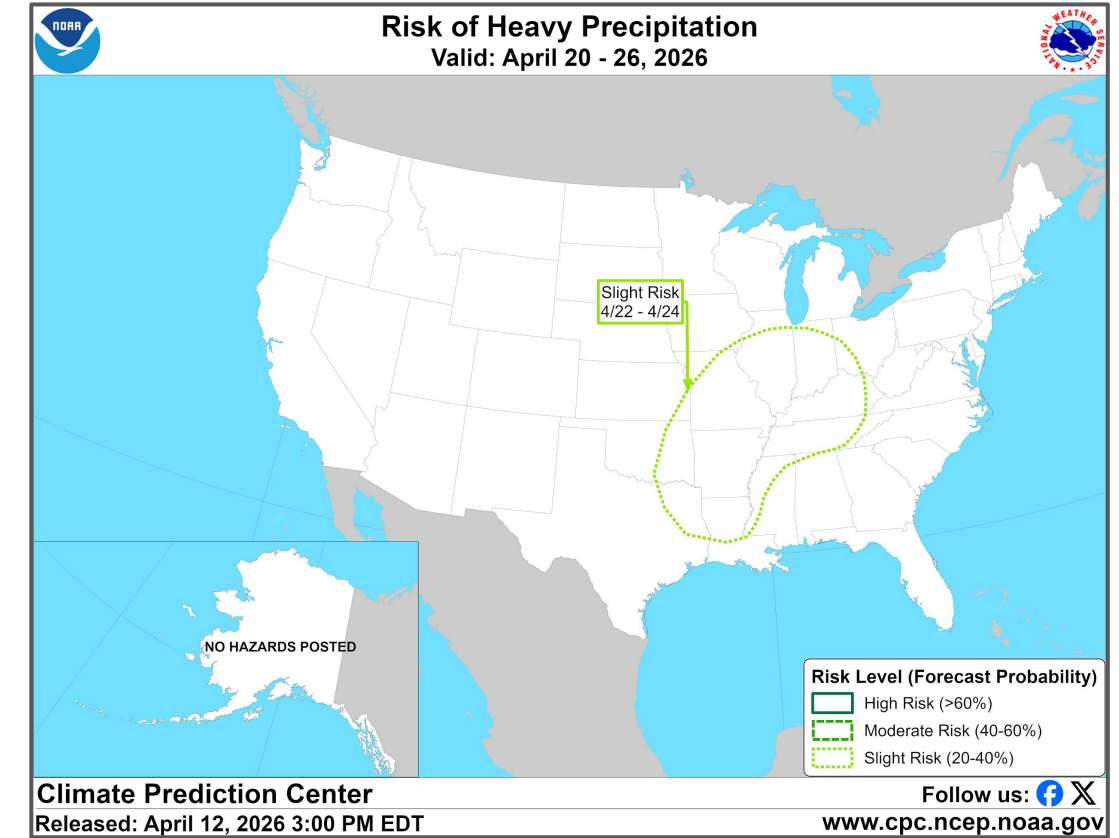 NOAA
Risk of Heavy Precipitation
Valid: April 20 - 26, 2026
NATIONAL WEATHER SERVICE
Slight Risk
4/22 - 4/24
NO HAZARDS POSTED
Risk Level (Forecast Probability)
High Risk (>60%)
Moderate Risk (40-60%)
Slight Risk (20-40%)
Climate Prediction Center
Follow us:
Released: April 12, 2026 3:00 PM EDT
www.cpc.ncep.noaa.gov